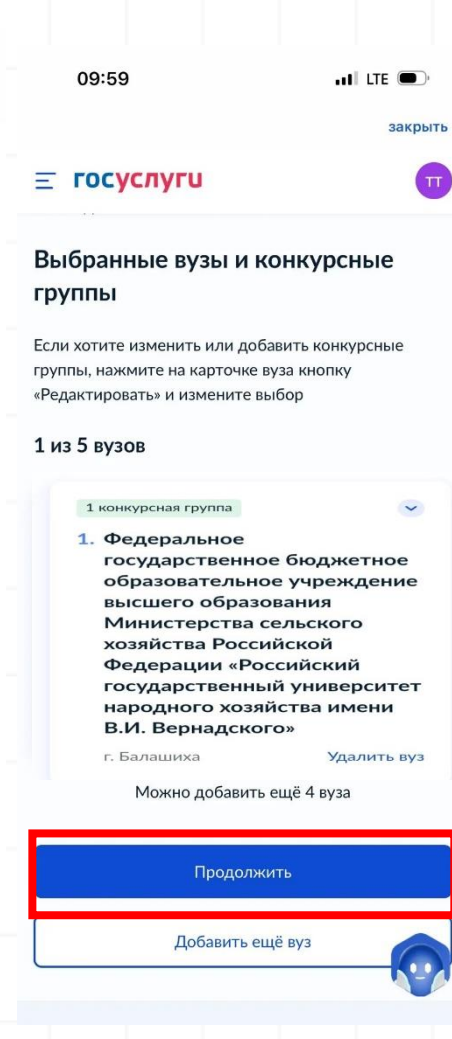 09:59
LTE
закрыть
госуслуги
ТТ
Выбранные вузы и конкурсные
группы
Если хотите изменить или добавить конкурсные
группы, нажмите на карточке вуза кнопку
«Редактировать» и измените выбор
1 из 5 вузов
1 конкурсная группа
1. Федеральное
государственное бюджетное
образовательное учреждение
высшего образования
Министерства сельского
хозяйства Российской
Федерации «Российский
государственный университет
народного хозяйства имени
В.И. Вернадского»
г. Балашиха
Удалить вуз
Можно добавить ещё 4 вуза
Продолжить
Добавить ещё вуз